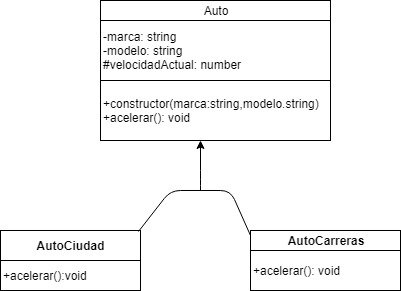 Auto
-marca: string
-modelo: string
#velocidadActual: number
+constructor(marca:string,modelo.string)
+acelerar(): void
AutoCiudad
+acelerar():void
AutoCarreras
+acelerar(): void